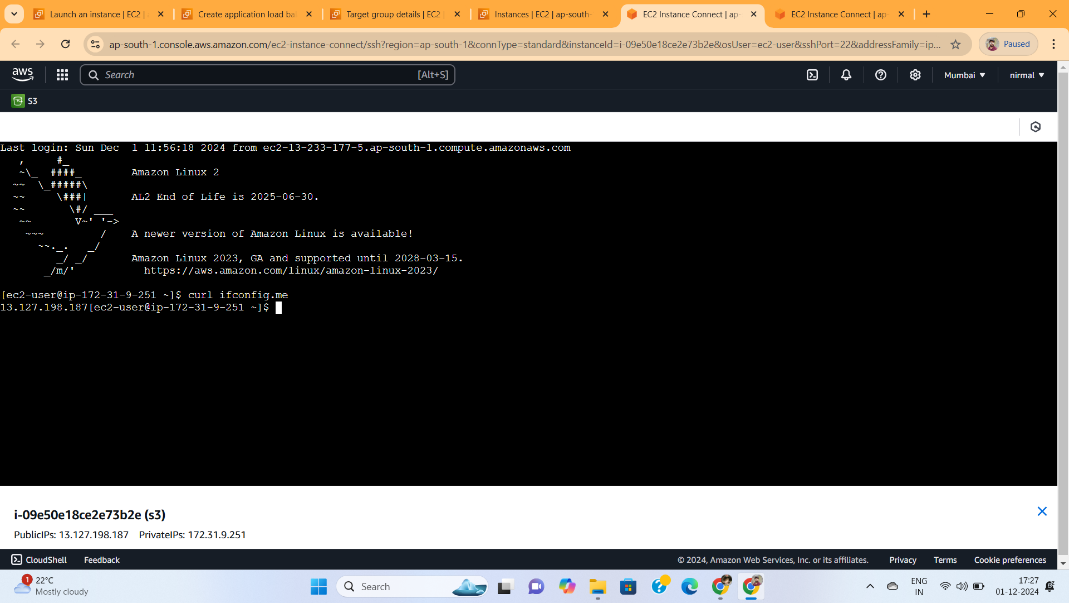 Launch an instance | EC2 |
Create application load ba
Target group details | EC2
Instances | EC2 | ap-south-
EC2 Instance Connect | ap-
EC2 Instance Connect | ap
ap-south-1.console.aws.amazon.com/ec2-instance-connect/ssh?region=ap-south-1&connType=standard&instanceId=i-09e50e18ce2e73b2e&osUser=ec2-user&sshPort=22&addressFamily=ip...
Paused
aws
Search
[Alt+S]
Mumbai
nirmal
S3
Last login: Sun Dec  1 11:56:18 2024 from ec2-13-233-177-5.ap-south-1.compute.amazonaws.com
   ,     #_
   ~\_  ####_        Amazon Linux 2
  ~~  \_#####\
  ~~     \###|       AL2 End of Life is 2025-06-30.
  ~~       \#/ ___
   ~~       V~' '->
    ~~~         /    A newer version of Amazon Linux is available!
      ~~._.   _/
         _/ _/       Amazon Linux 2023, GA and supported until 2028-03-15.
       _/m/'           https://aws.amazon.com/linux/amazon-linux-2023/
[ec2-user@ip-172-31-9-251 ~]$ curl ifconfig.me
13.127.198.187[ec2-user@ip-172-31-9-251 ~]$
i-09e50e18ce2e73b2e (s3)
PublicIPs: 13.127.198.187 PrivateIPs: 172.31.9.251
CloudShell
Feedback
© 2024, Amazon Web Services, Inc. or its affiliates.
Privacy
Terms
Cookie preferences
1
22°C
Mostly cloudy
Search
ENG
IN
17:27
01-12-2024